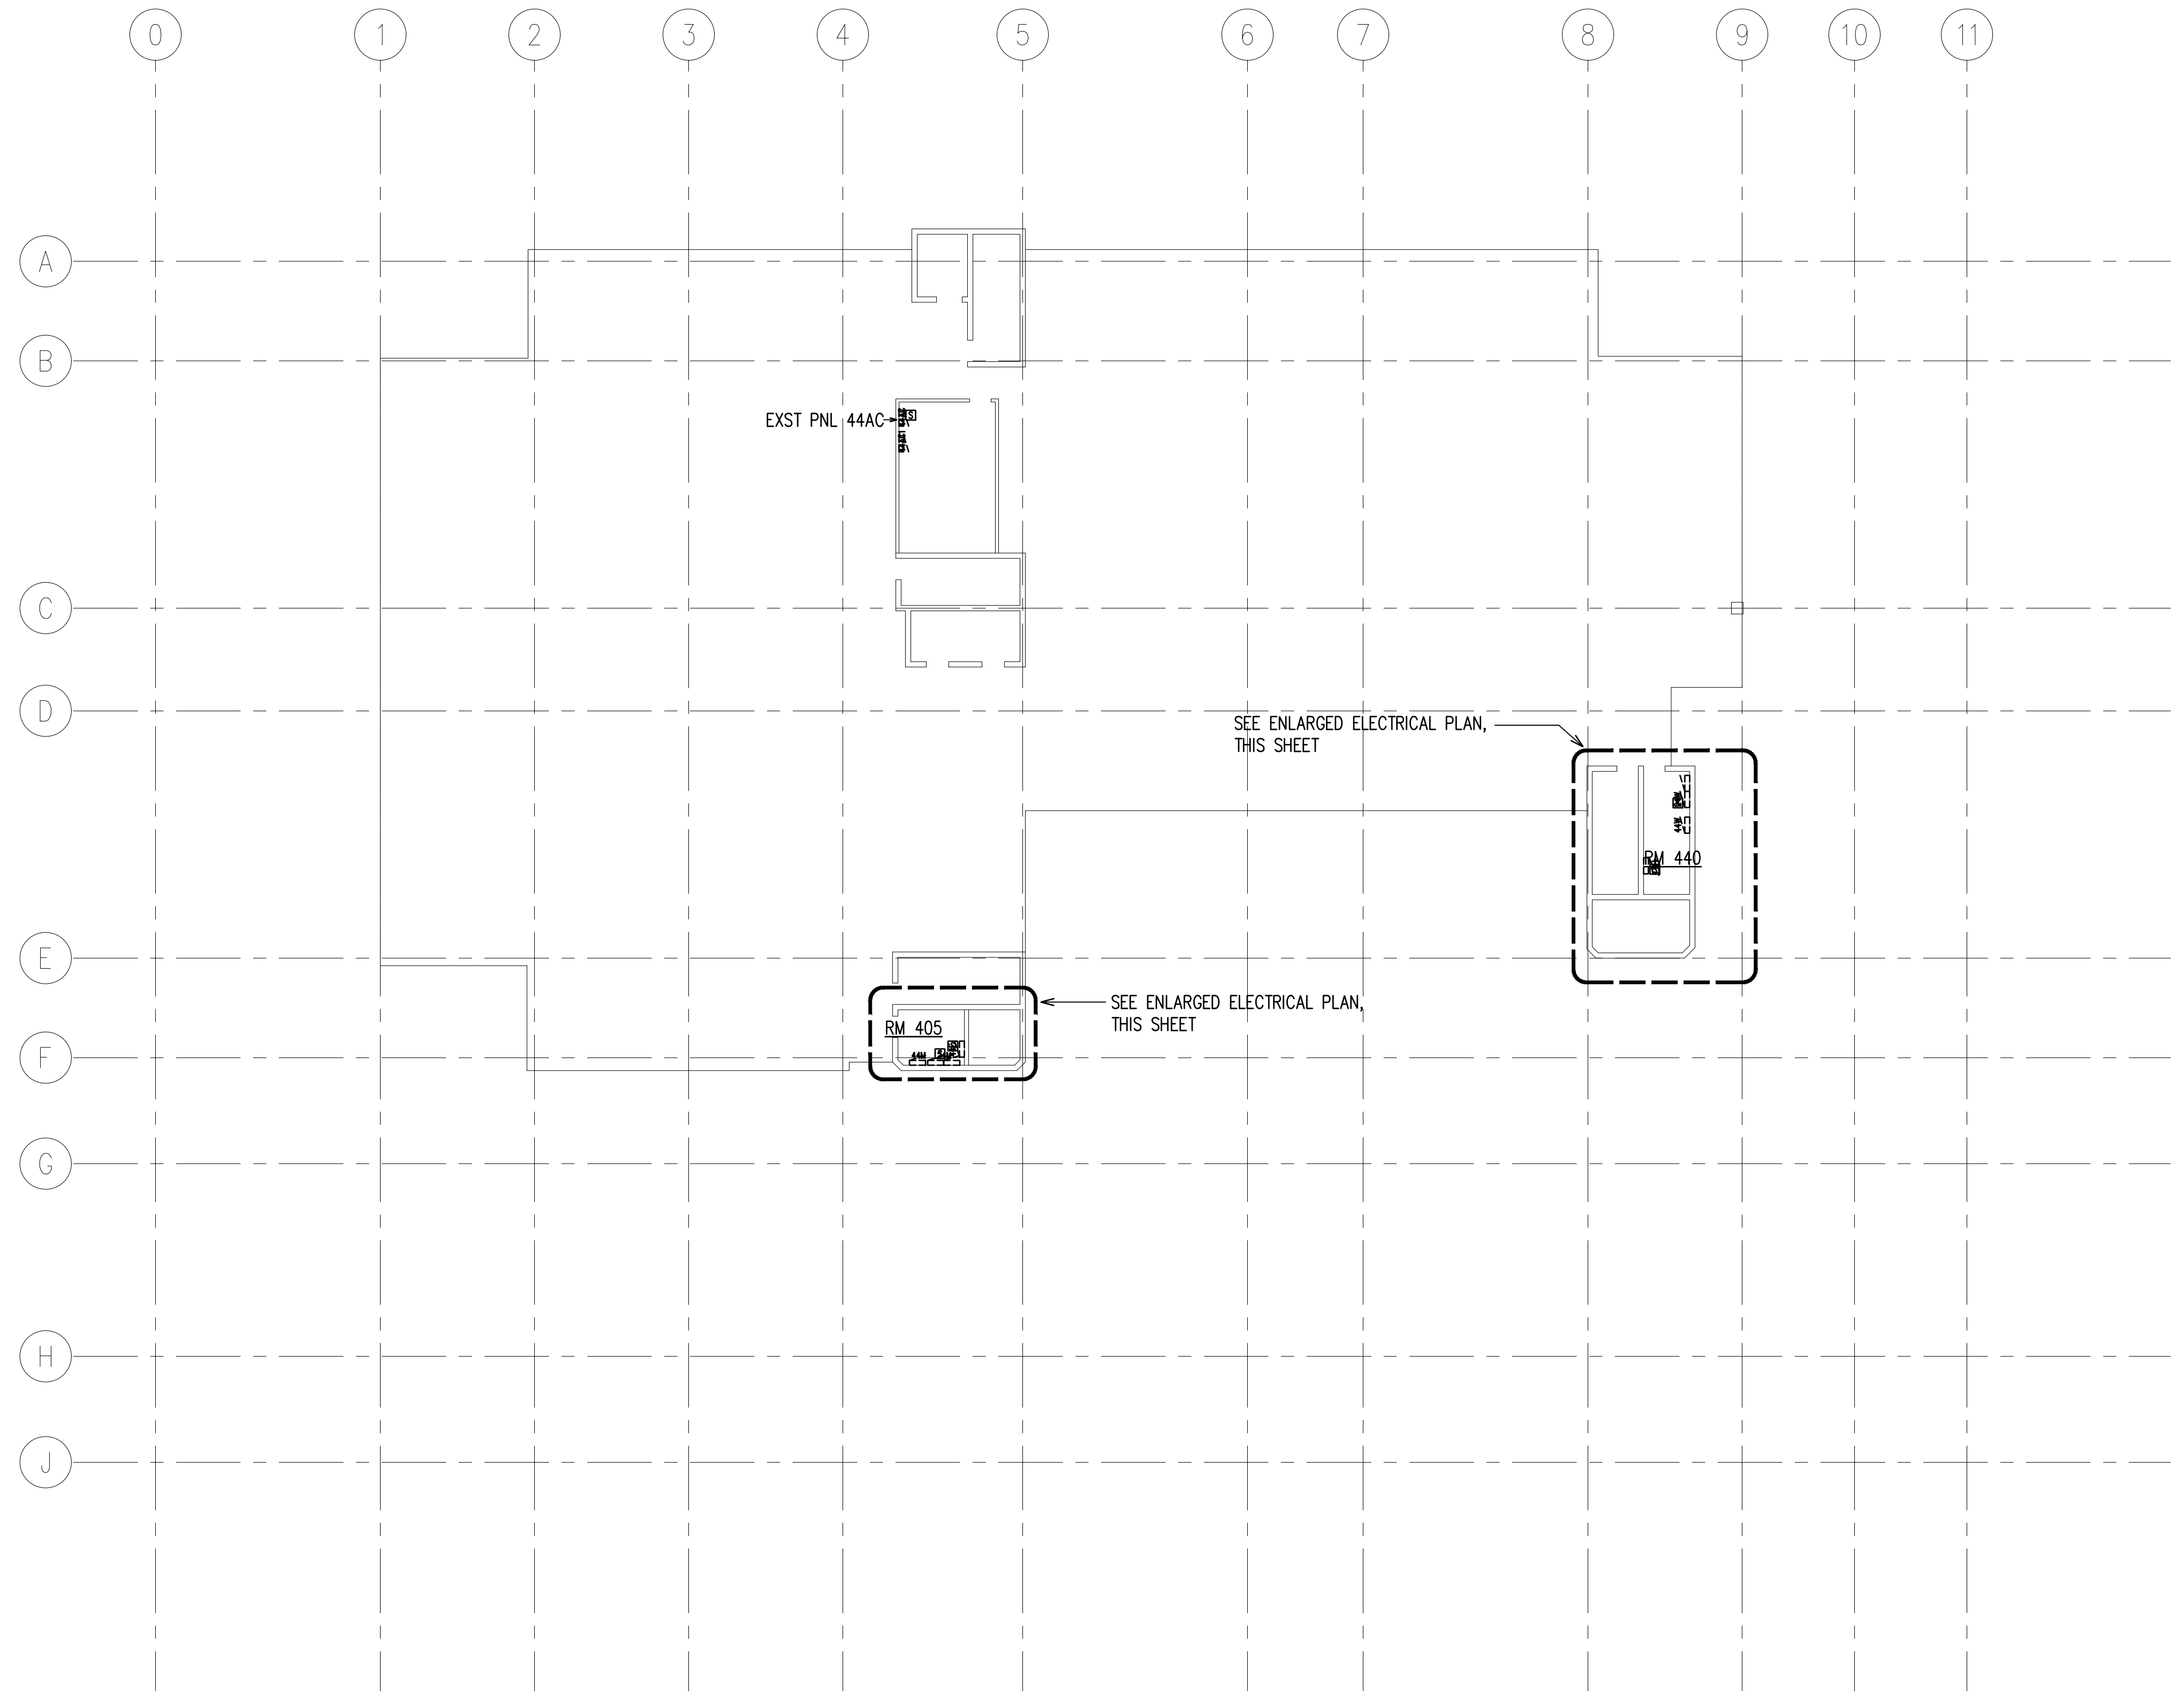 0 1 2 3 4 5 6 7 8 9 10 11
A
B
EXST PNL 44AC
C
D
SEE ENLARGED ELECTRICAL PLAN,
THIS SHEET
RM 440
E
SEE ENLARGED ELECTRICAL PLAN,
THIS SHEET
RM 405
F
G
H
J